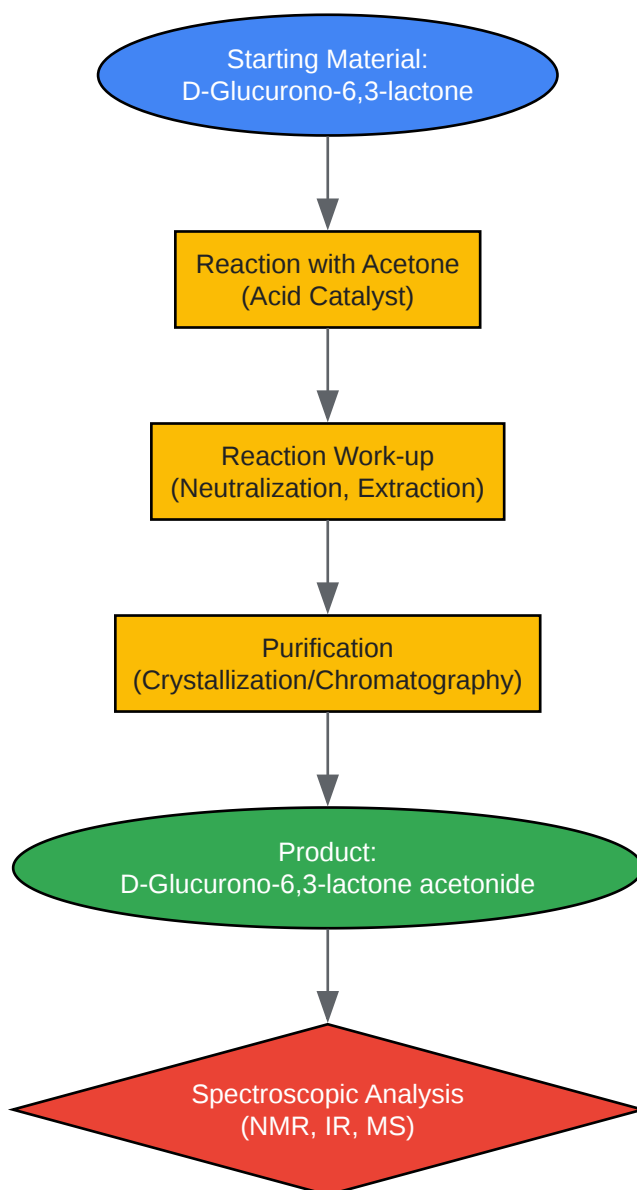 Starting Material:
D-Glucurono-6,3-lactone
Reaction with Acetone
(Acid Catalyst)
Reaction Work-up
(Neutralization, Extraction)
Purification
(Crystallization/Chromatography)
Product:
D-Glucurono-6,3-lactone acetonide
Spectroscopic Analysis
(NMR, IR, MS)